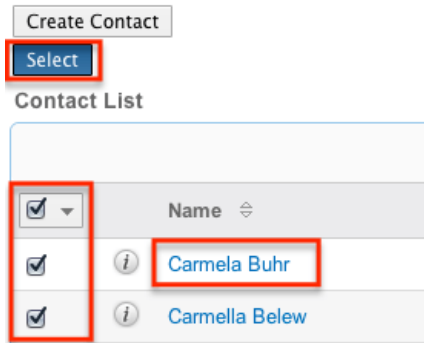 Create Contact
Select
Contact List
Name
i Carmela Buhr
i Carmella Belew